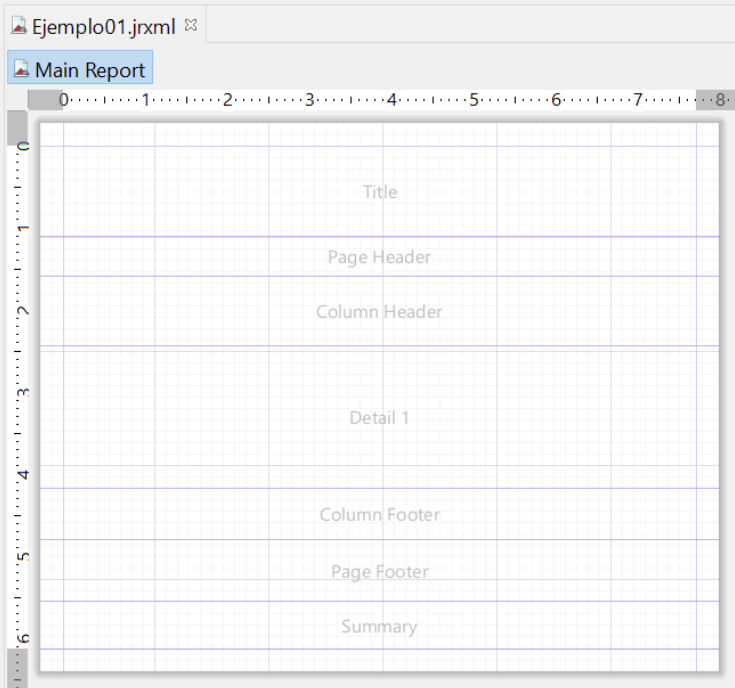 Ejemplo01.jrxml
Main Report
0 1 2 3 4 5 6 7 8
0
Title
1
Page Header
2
Column Header
3
Detail 1
4
Column Footer
5
Page Footer
6
Summary